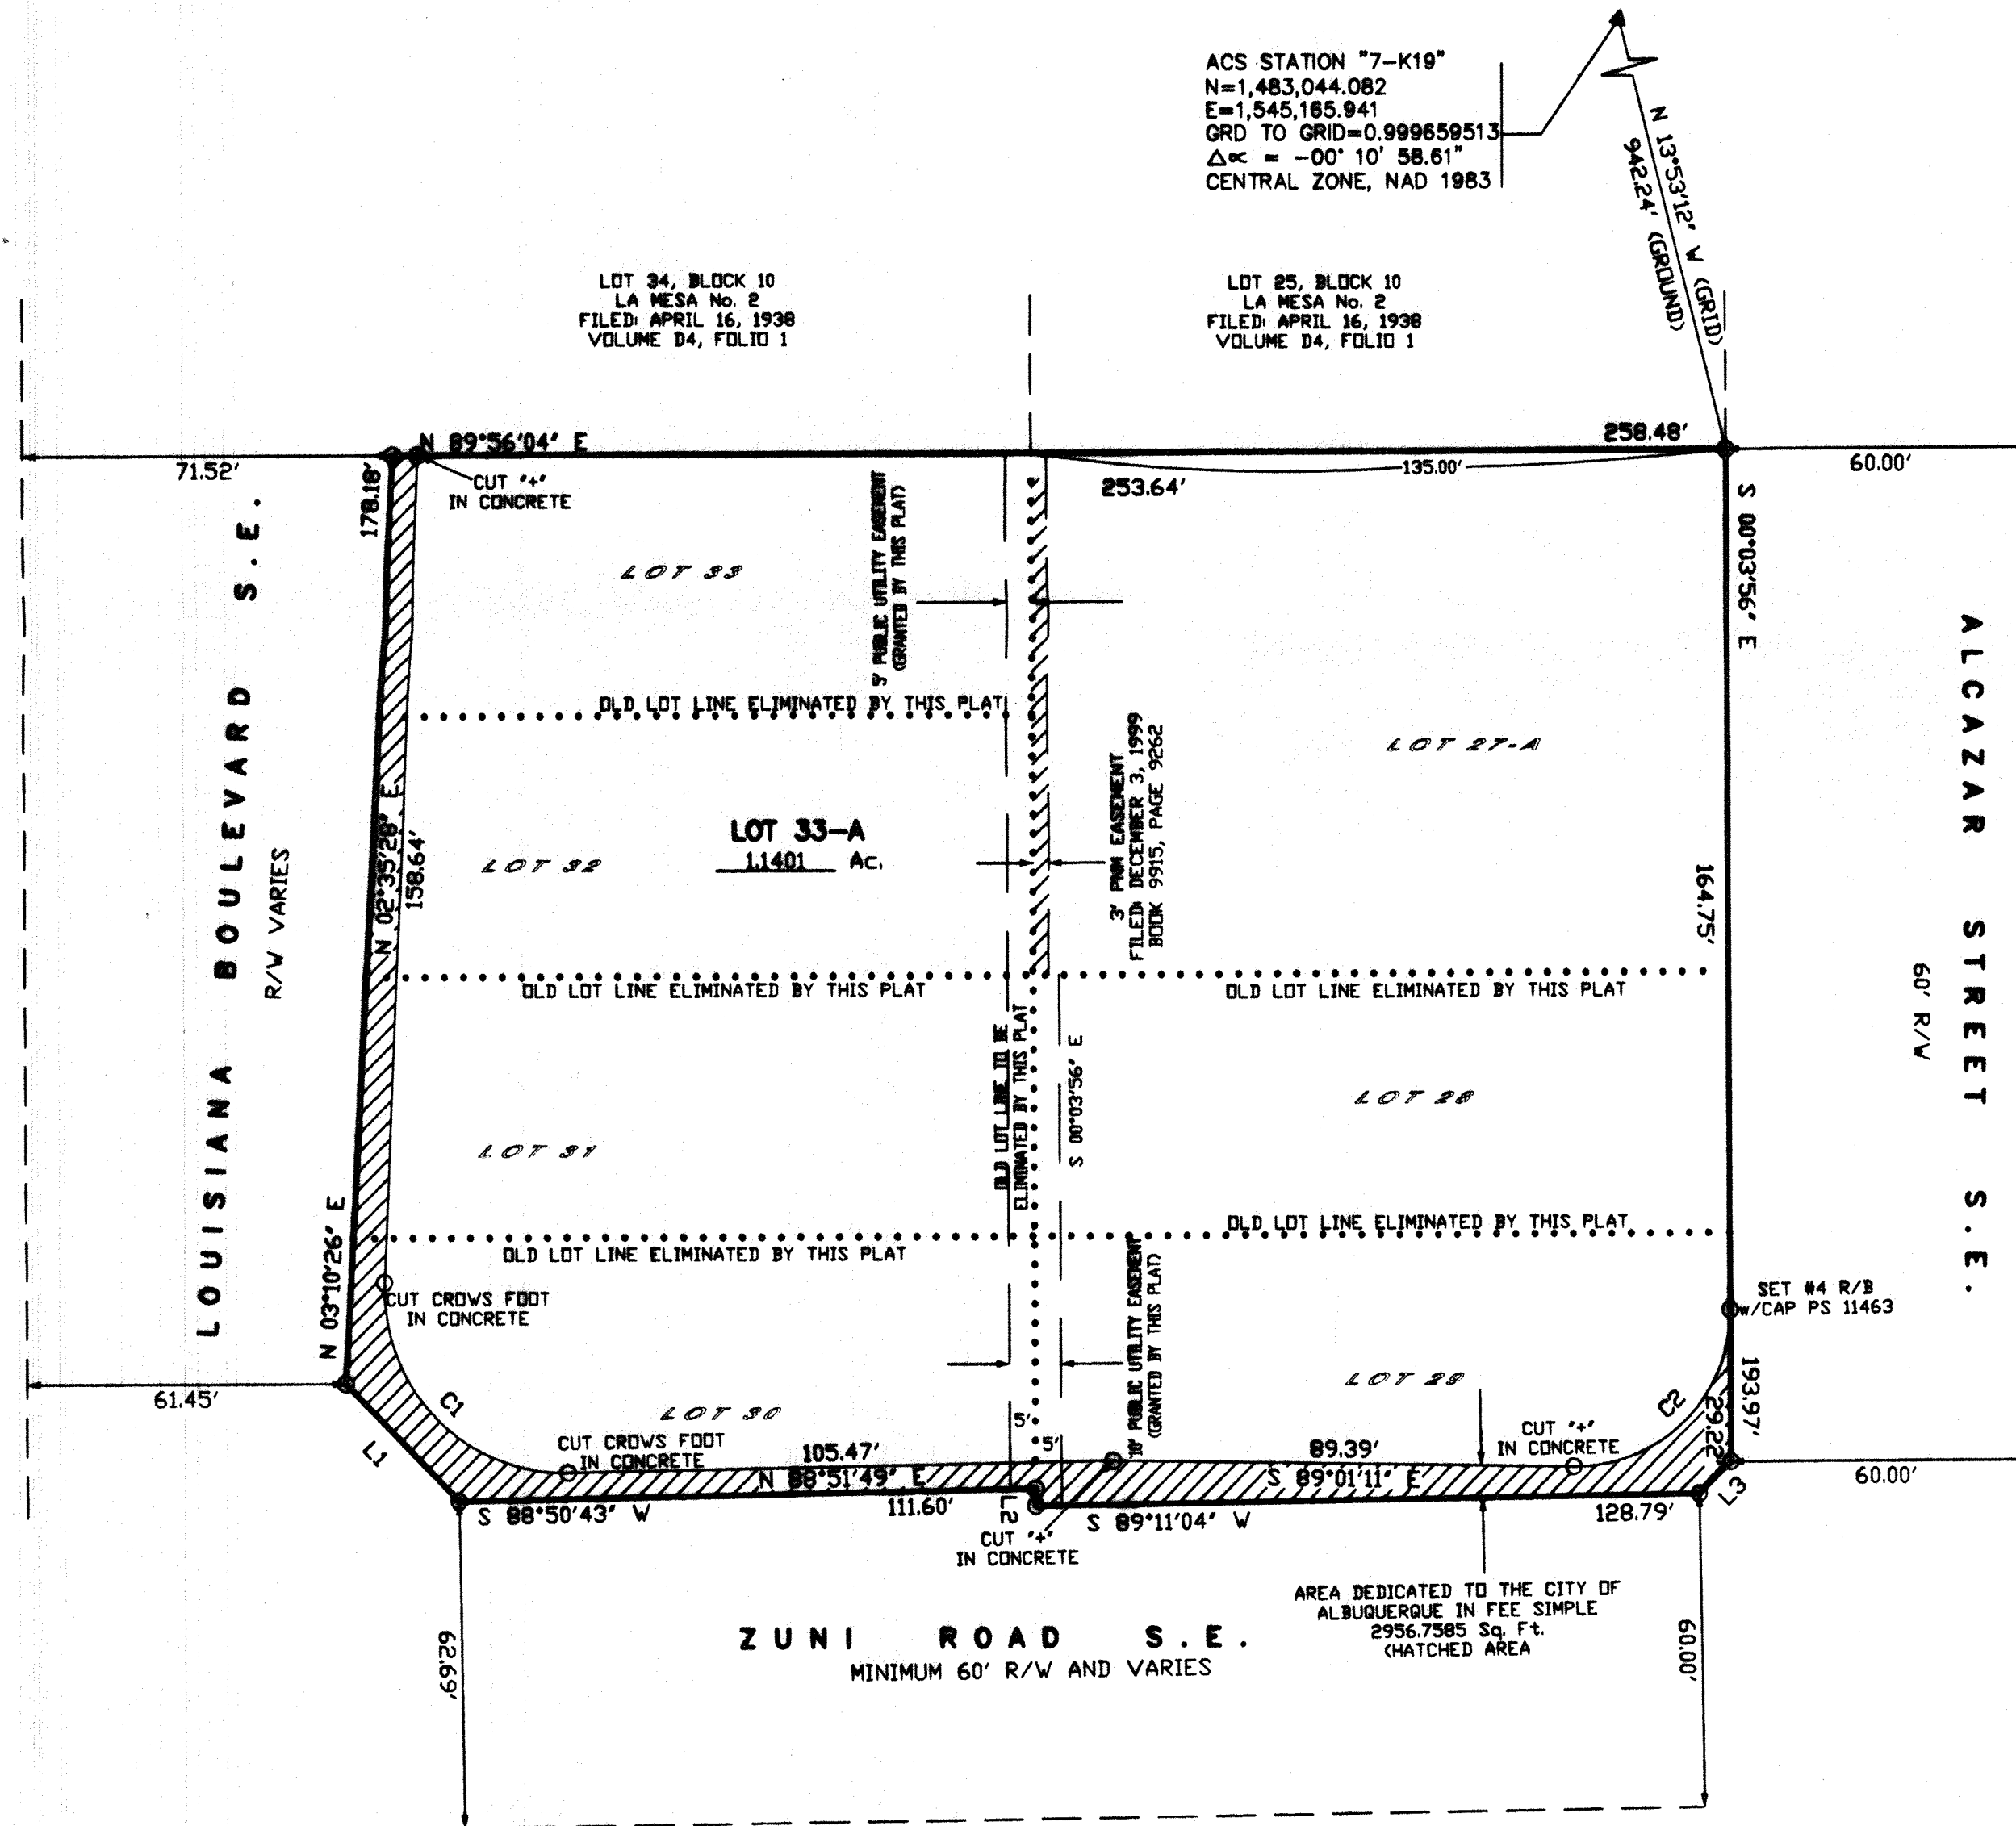 ACS STATION "7-K19"
N=1,483,044.082
E=1,545,165.941
GRD TO GRID=0.999659513
Δ∝ = -00° 10' 58.61"
CENTRAL ZONE, NAD 1983
N 13°53'12" W (GRID)
942.24' (GROUND)
LOT 34, BLOCK 10
LA MESA No. 2
FILED: APRIL 16, 1938
VOLUME D4, FOLIO 1
LOT 25, BLOCK 10
LA MESA No. 2
FILED: APRIL 16, 1938
VOLUME D4, FOLIO 1
N 89°56'04" E
258.48'
71.52'
135.00'
60.00'
178.18'
CUT "+"
IN CONCRETE
253.64'
5' PUBLIC UTILITY EASEMENT
(GRANTED BY THIS PLAT)
S 00°03'56" E
LOT 33
OLD LOT LINE ELIMINATED BY THIS PLAT
LOT 27-A
3' PNM EASEMENT
FILED: DECEMBER 3, 1999
BOOK 9915, PAGE 9262
LOUISIANA BOULEVARD S.E.
R/W VARIES
N 02°35'28" E
158.64'
LOT 33-A
1.1401 Ac.
LOT 32
164.75'
ALCAZAR STREET S.E.
60' R/W
OLD LOT LINE ELIMINATED BY THIS PLAT
OLD LOT LINE ELIMINATED BY THIS PLAT
OLD LOT LINE TO BE
ELIMINATED BY THIS PLAT
S 00°03'56" E
LOT 31
LOT 28
OLD LOT LINE ELIMINATED BY THIS PLAT
OLD LOT LINE ELIMINATED BY THIS PLAT
N 03°10'26" E
CUT CROWS FOOT
IN CONCRETE
10' PUBLIC UTILITY EASEMENT
(GRANTED BY THIS PLAT)
SET #4 R/B
w/CAP PS 11463
61.45'
C1
L1
LOT 30
LOT 29
C2
193.97'
29.22'
CUT CROWS FOOT
IN CONCRETE
105.47'
N 88°51'49" E
5'
5'
89.39'
S 89°01'11" E
CUT "+"
IN CONCRETE
60.00'
L3
S 88°50'43" W
111.60'
L2
S 89°11'04" W
128.79'
CUT "+"
IN CONCRETE
AREA DEDICATED TO THE CITY OF
ALBUQUERQUE IN FEE SIMPLE
2956.7585 Sq. Ft.
(HATCHED AREA
62.69'
ZUNI ROAD S.E.
MINIMUM 60' R/W AND VARIES
60.00'